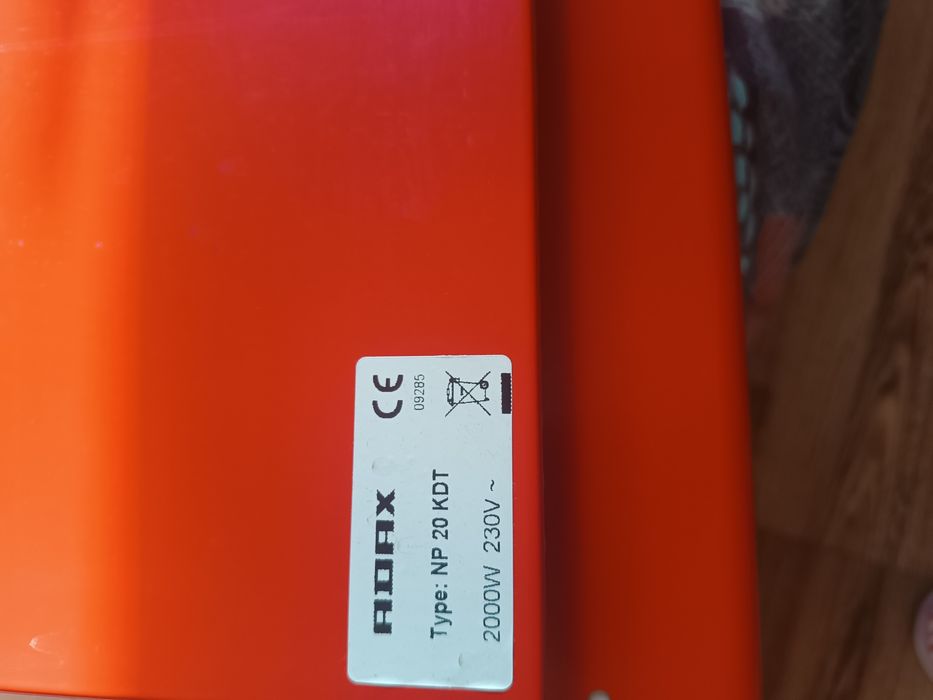 ADAX
CE
09285
Type: NP 20 KDT
2000W 230V ~